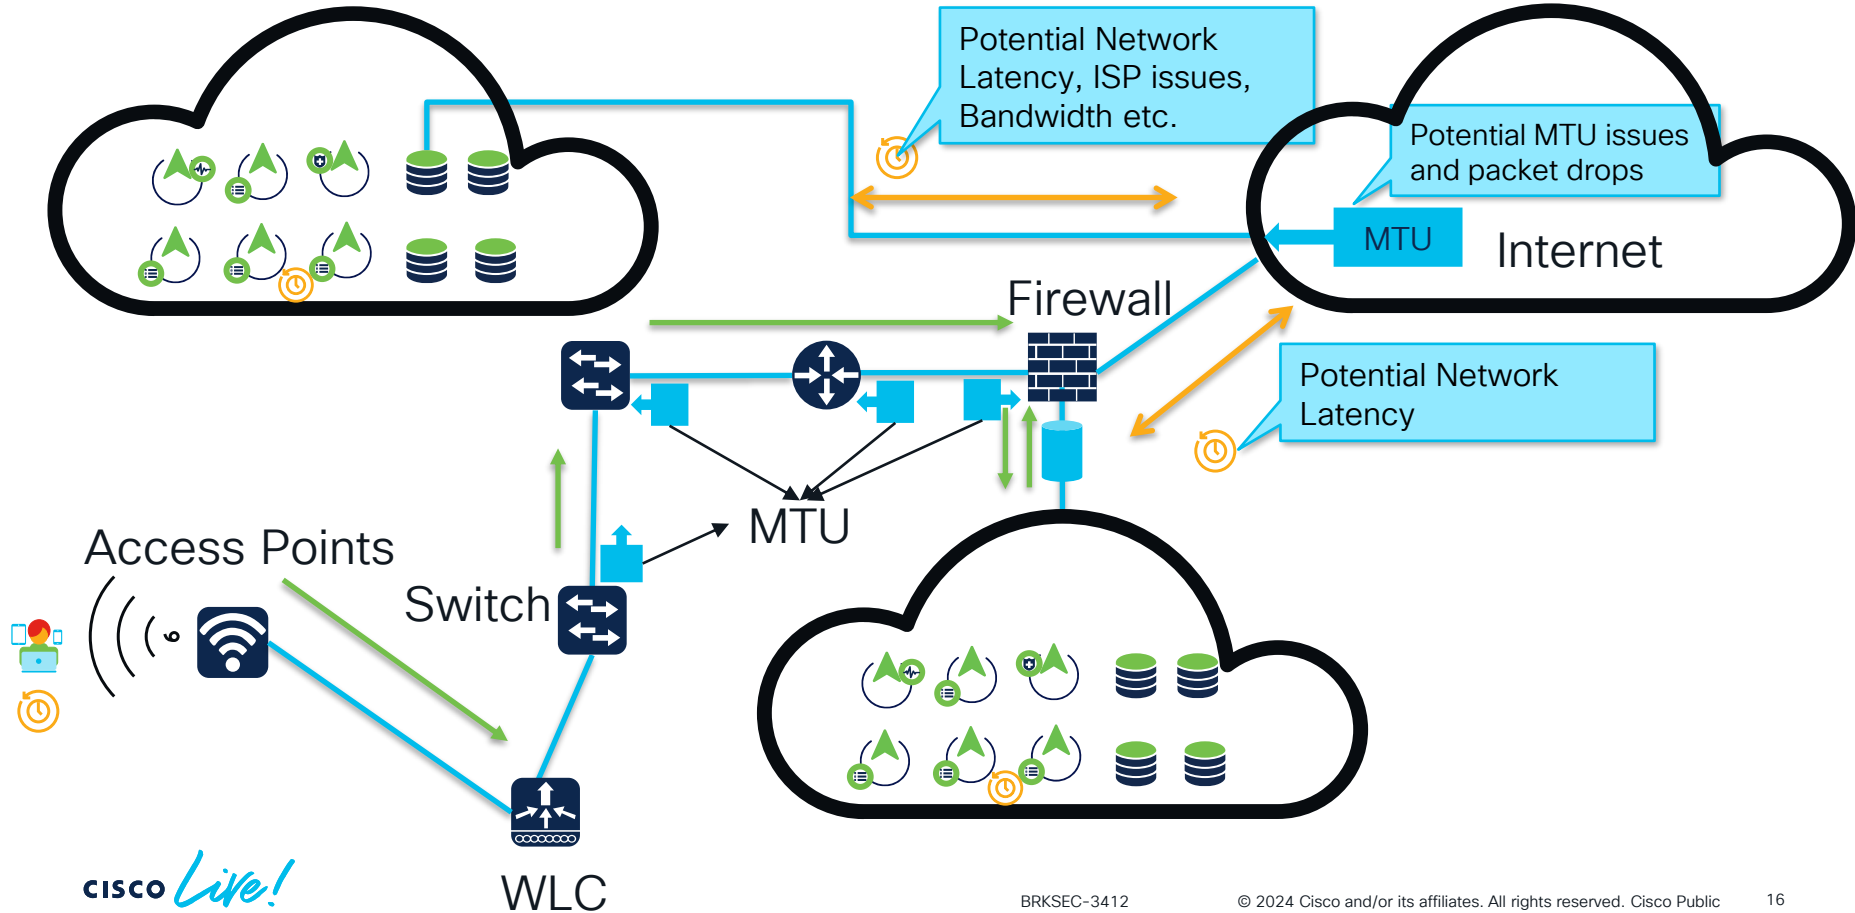 Potential Network
Latency, ISP issues,
Bandwidth etc.
Potential MTU issues
and packet drops
MTU
Internet
Firewall
Potential Network
Latency
MTU
Access Points
Switch
WLC
CISCO Live!
BRKSEC-3412
© 2024 Cisco and/or its affiliates. All rights reserved. Cisco Public
16